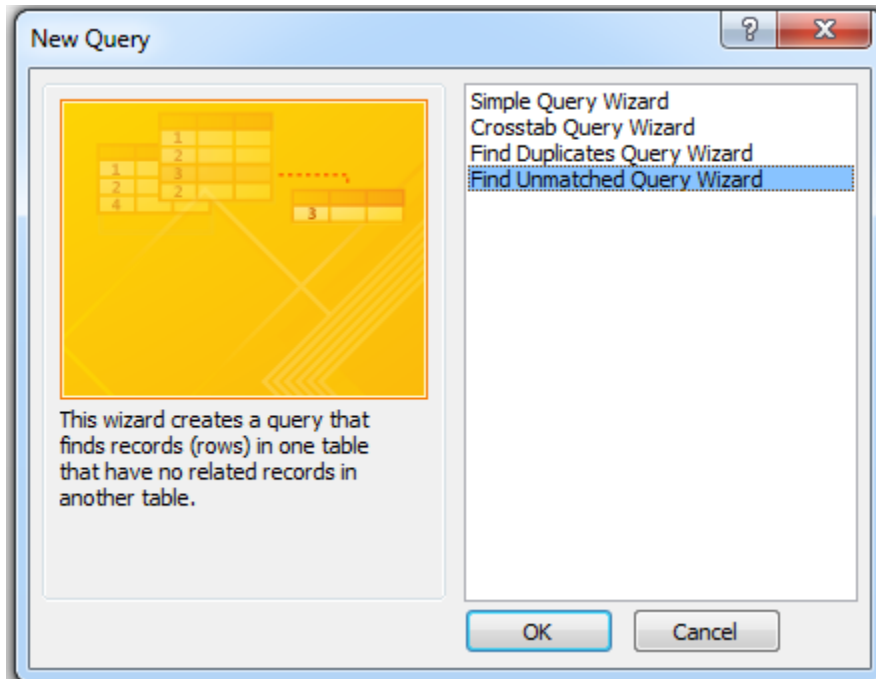 New Query
?
1
2
3
2
1
2
4
3
This wizard creates a query that
finds records (rows) in one table
that have no related records in
another table.
Simple Query Wizard
Crosstab Query Wizard
Find Duplicates Query Wizard
Find Unmatched Query Wizard
OK
Cancel